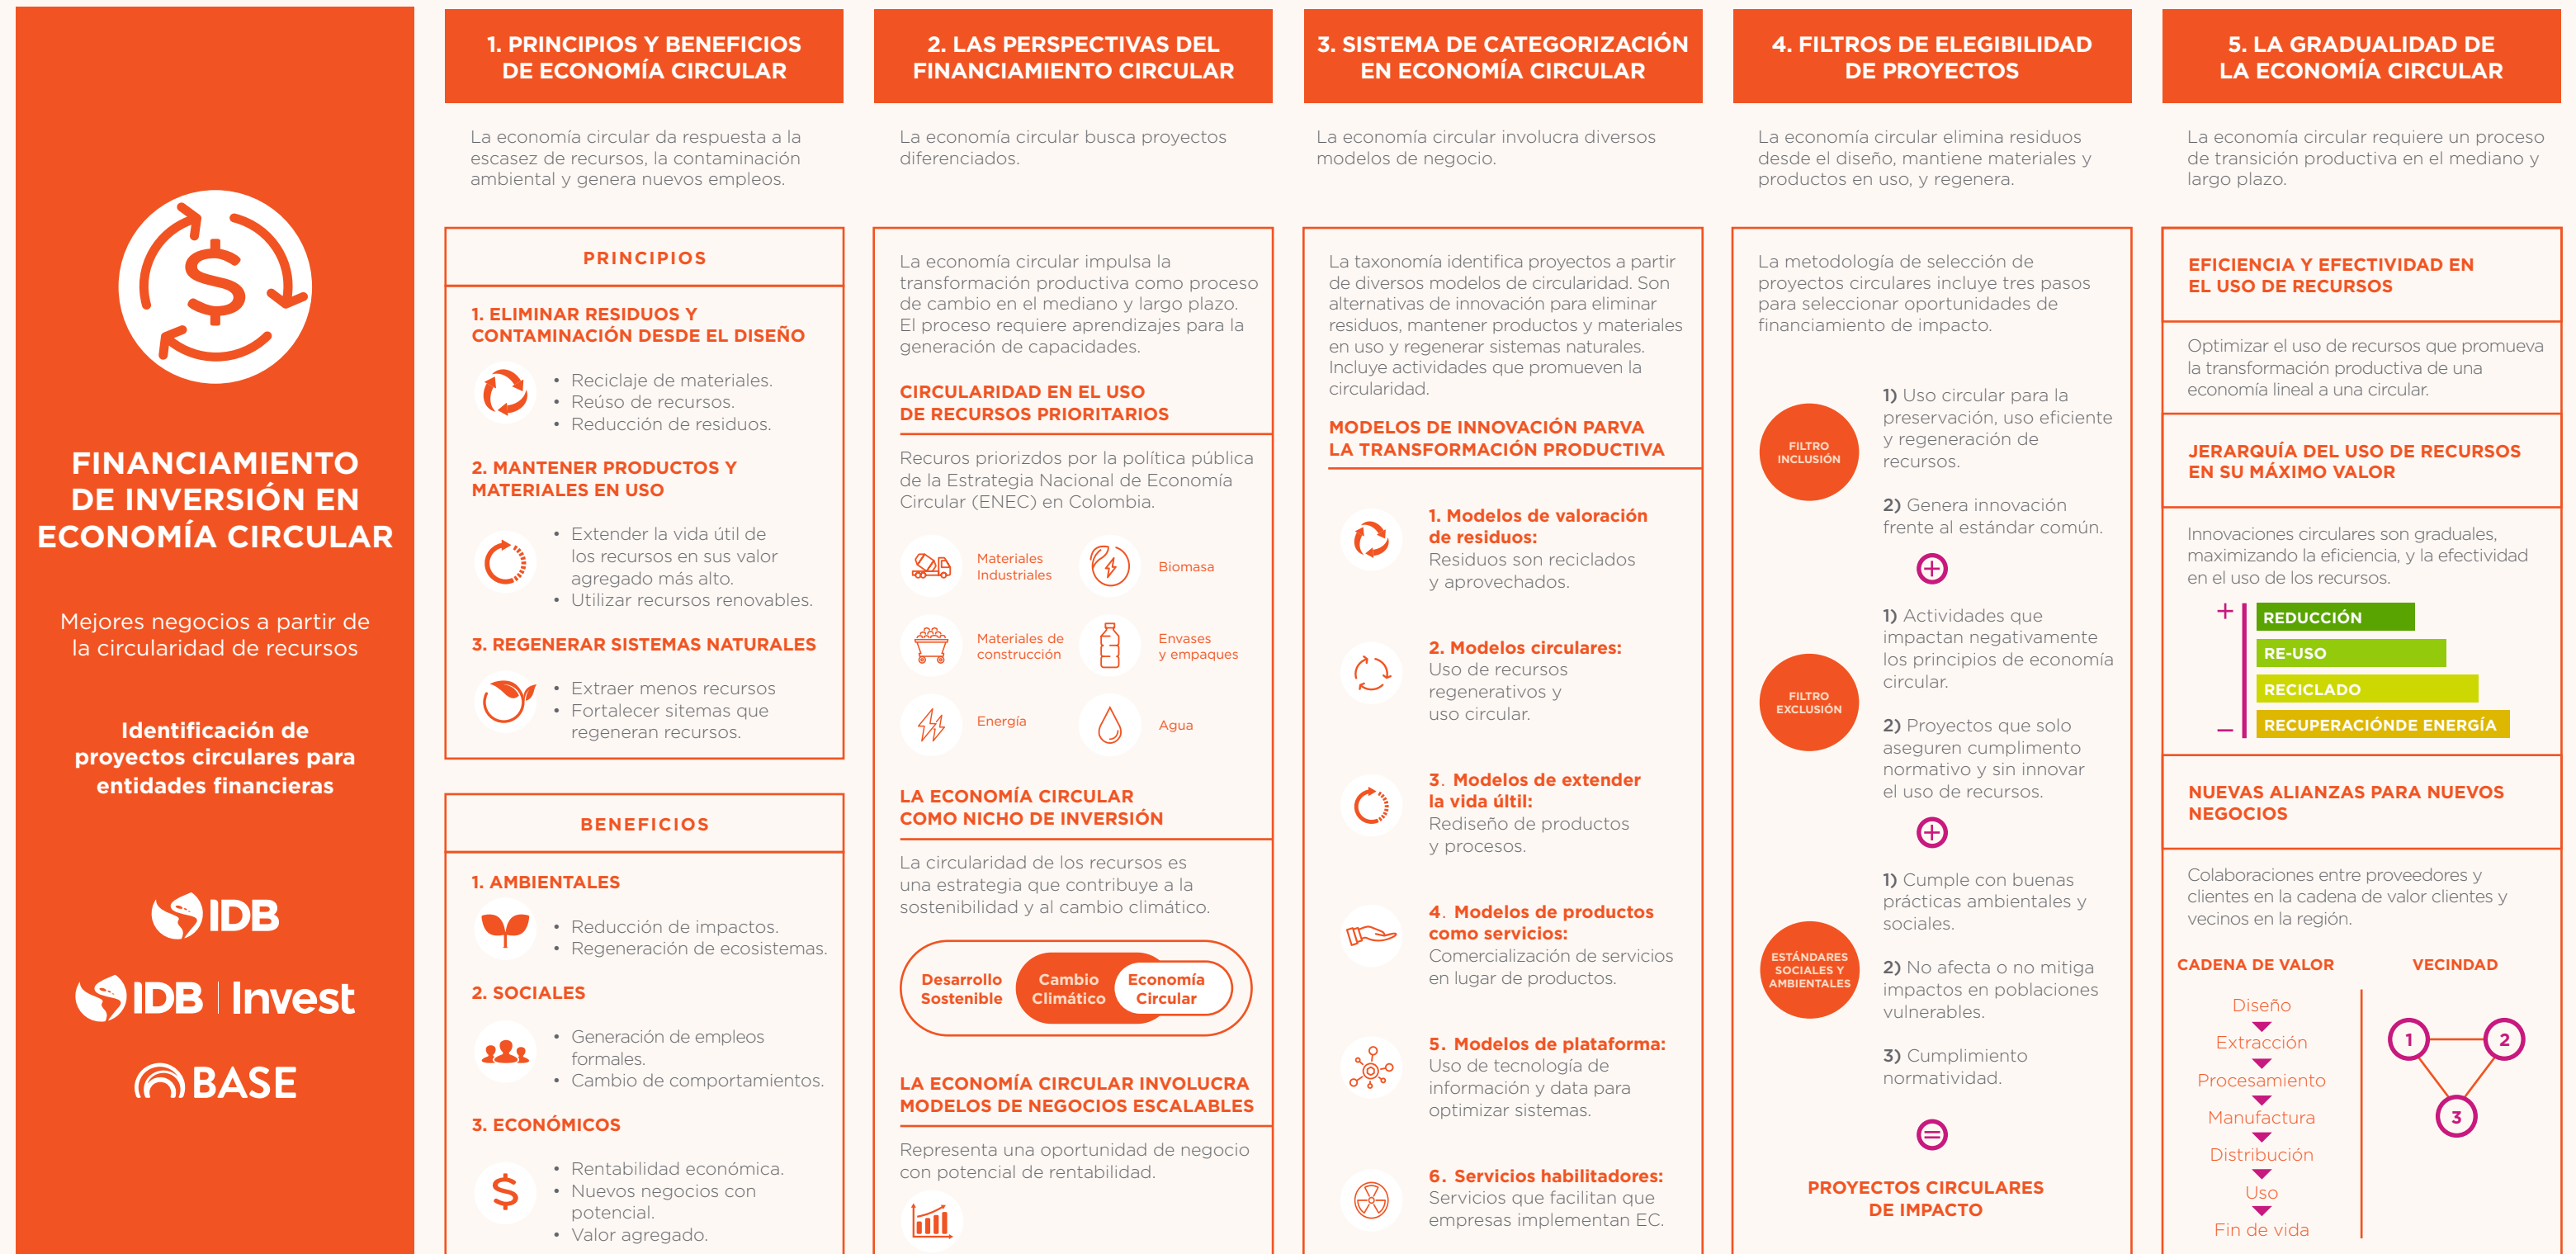 FINANCIAMIENTO
DE INVERSIÓN EN
ECONOMÍA CIRCULAR
Mejores negocios a partir de
la circularidad de recursos
Identificación de
proyectos circulares para
entidades financieras
IDB
IDB | Invest
BASE
1. PRINCIPIOS Y BENEFICIOS
DE ECONOMÍA CIRCULAR
La economía circular da respuesta a la
escasez de recursos, la contaminación
ambiental y genera nuevos empleos.
PRINCIPIOS
1. ELIMINAR RESIDUOS Y
CONTAMINACIÓN DESDE EL DISEÑO
• Reciclaje de materiales.
• Reúso de recursos.
• Reducción de residuos.
2. MANTENER PRODUCTOS Y
MATERIALES EN USO
• Extender la vida útil de
los recursos en sus valor
agregado más alto.
• Utilizar recursos renovables.
3. REGENERAR SISTEMAS NATURALES
• Extraer menos recursos
• Fortalecer sitemas que
regeneran recursos.
BENEFICIOS
1. AMBIENTALES
• Reducción de impactos.
• Regeneración de ecosistemas.
2. SOCIALES
• Generación de empleos
formales.
• Cambio de comportamientos.
3. ECONÓMICOS
$
• Rentabilidad económica.
• Nuevos negocios con
potencial.
• Valor agregado.
2. LAS PERSPECTIVAS DEL
FINANCIAMIENTO CIRCULAR
La economía circular busca proyectos
diferenciados.
La economía circular impulsa la
transformación productiva como proceso
de cambio en el mediano y largo plazo.
El proceso requiere aprendizajes para la
generación de capacidades.
CIRCULARIDAD EN EL USO
DE RECURSOS PRIORITARIOS
Recuros priorizdos por la política pública
de la Estrategia Nacional de Economía
Circular (ENEC) en Colombia.
Materiales
Industriales
Biomasa
Materiales de
construcción
Envases
y empaques
Energía
Agua
LA ECONOMÍA CIRCULAR
COMO NICHO DE INVERSIÓN
La circularidad de los recursos es
una estrategia que contribuye a la
sostenibilidad y al cambio climático.
Desarrollo
Sostenible
Cambio
Climático
Economía
Circular
LA ECONOMÍA CIRCULAR INVOLUCRA
MODELOS DE NEGOCIOS ESCALABLES
Representa una oportunidad de negocio
con potencial de rentabilidad.
3. SISTEMA DE CATEGORIZACIÓN
EN ECONOMÍA CIRCULAR
La economía circular involucra diversos
modelos de negocio.
La taxonomía identifica proyectos a partir
de diversos modelos de circularidad. Son
alternativas de innovación para eliminar
residuos, mantener productos y materiales
en uso y regenerar sistemas naturales.
Incluye actividades que promueven la
circularidad.
MODELOS DE INNOVACIÓN PARVA
LA TRANSFORMACIÓN PRODUCTIVA
1. Modelos de valoración
de residuos:
Residuos son reciclados
y aprovechados.
2. Modelos circulares:
Uso de recursos
regenerativos y
uso circular.
3. Modelos de extender
la vida últil:
Rediseño de productos
y procesos.
4. Modelos de productos
como servicios:
Comercialización de servicios
en lugar de productos.
5. Modelos de plataforma:
Uso de tecnología de
información y data para
optimizar sistemas.
6. Servicios habilitadores:
Servicios que facilitan que
empresas implementan EC.
4. FILTROS DE ELEGIBILIDAD
DE PROYECTOS
La economía circular elimina residuos
desde el diseño, mantiene materiales y
productos en uso, y regenera.
La metodología de selección de
proyectos circulares incluye tres pasos
para seleccionar oportunidades de
financiamiento de impacto.
FILTRO
INCLUSIÓN
1) Uso circular para la
preservación, uso eficiente
y regeneración de
recursos.
2) Genera innovación
frente al estándar común.
+
FILTRO
EXCLUSIÓN
1) Actividades que
impactan negativamente
los principios de economía
circular.
2) Proyectos que solo
aseguren cumplimento
normativo y sin innovar
el uso de recursos.
+
ESTÁNDARES
SOCIALES Y
AMBIENTALES
1) Cumple con buenas
prácticas ambientales y
sociales.
2) No afecta o no mitiga
impactos en poblaciones
vulnerables.
3) Cumplimiento
normatividad.
=
PROYECTOS CIRCULARES
DE IMPACTO
5. LA GRADUALIDAD DE
LA ECONOMÍA CIRCULAR
La economía circular requiere un proceso
de transición productiva en el mediano y
largo plazo.
EFICIENCIA Y EFECTIVIDAD EN
EL USO DE RECURSOS
Optimizar el uso de recursos que promueva
la transformación productiva de una
economía lineal a una circular.
JERARQUÍA DEL USO DE RECURSOS
EN SU MÁXIMO VALOR
Innovaciones circulares son graduales,
maximizando la eficiencia, y la efectividad
en el uso de los recursos.
+
REDUCCIÓN
RE-USO
RECICLADO
RECUPERACIÓNDE ENERGÍA
−
NUEVAS ALIANZAS PARA NUEVOS
NEGOCIOS
Colaboraciones entre proveedores y
clientes en la cadena de valor clientes y
vecinos en la región.
CADENA DE VALOR
Diseño
Extracción
Procesamiento
Manufactura
Distribución
Uso
Fin de vida
VECINDAD
1
2
3